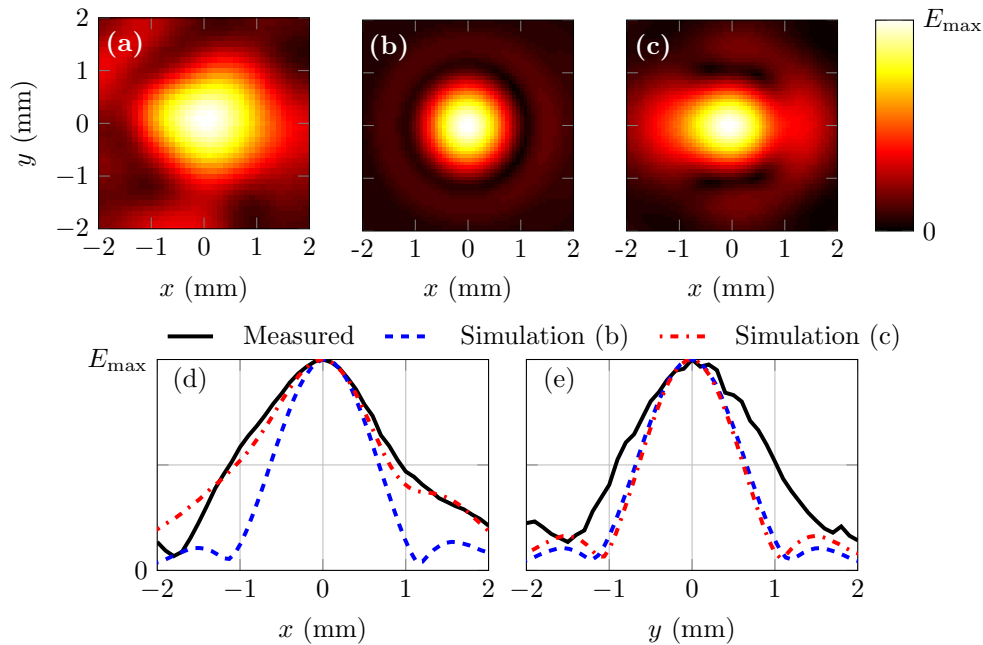 2 (a) (b) (c) E_max
1
0
−1
−2 0
y (mm)
−2 −1 0 1 2 −2 −1 0 1 2 −2 −1 0 1 2
x (mm) x (mm) x (mm)
Measured Simulation (b) Simulation (c)
E_max (d) (e)
0
−2 −1 0 1 2 −2 −1 0 1 2
x (mm) y (mm)